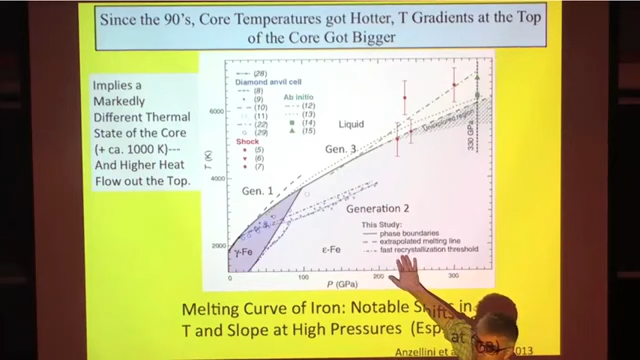 Since the 90's, Core Temperatures got Hotter, T Gradients at the Top
of the Core Got Bigger
Implies a
Markedly
Different Thermal
State of the Core
(+ ca. 1000 K)---
And Higher Heat
Flow out the Top.
(28)
Diamond anvil cell
(8)
(9)
(10)
(11)
(22)
(29)
Shock
(5)
(6)
(7)
Ab initio
(12)
(13)
(14)
(15)
Liquid
Gen. 3
Unexplored region
330 GPa
6000
T (K)
4000
Gen. 1
Generation 2
2000
γ-Fe
ε-Fe
This Study:
phase boundaries
extrapolated melting line
fast recrystallization threshold
0
100
200
300
P (GPa)
Melting Curve of Iron: Notable Shifts in
T and Slope at High Pressures (Esp. at
Anzellini et
2013